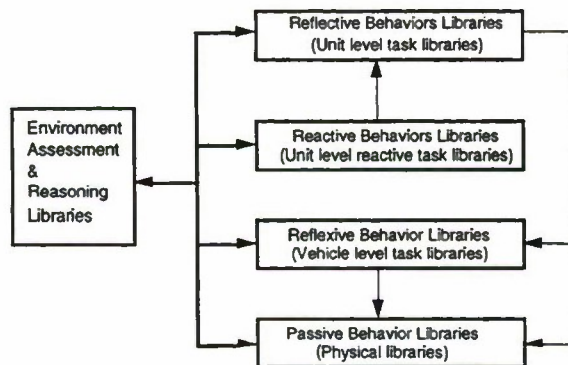 Reflective Behaviors Libraries
(Unit level task libraries)
Environment
Assessment
&
Reasoning
Libraries
Reactive Behaviors Libraries
(Unit level reactive task libraries)
Reflexive Behavior Libraries
(Vehicle level task libraries)
Passive Behavior Libraries
(Physical libraries)